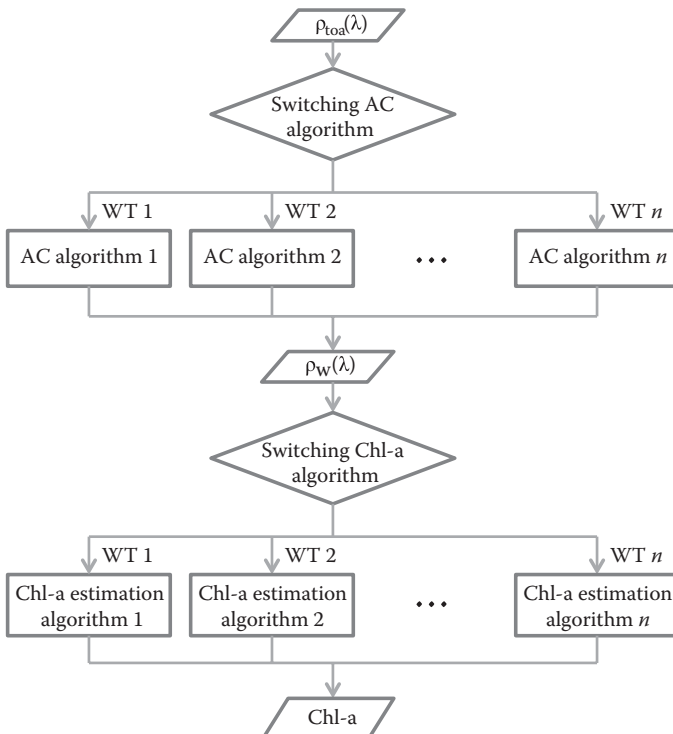 ρtoa(λ)
Switching AC
algorithm
WT 1
WT 2
WT n
AC algorithm 1
AC algorithm 2
...
AC algorithm n
ρw(λ)
Switching Chl-a
algorithm
WT 1
WT 2
WT n
Chl-a estimation
algorithm 1
Chl-a estimation
algorithm 2
...
Chl-a estimation
algorithm n
Chl-a